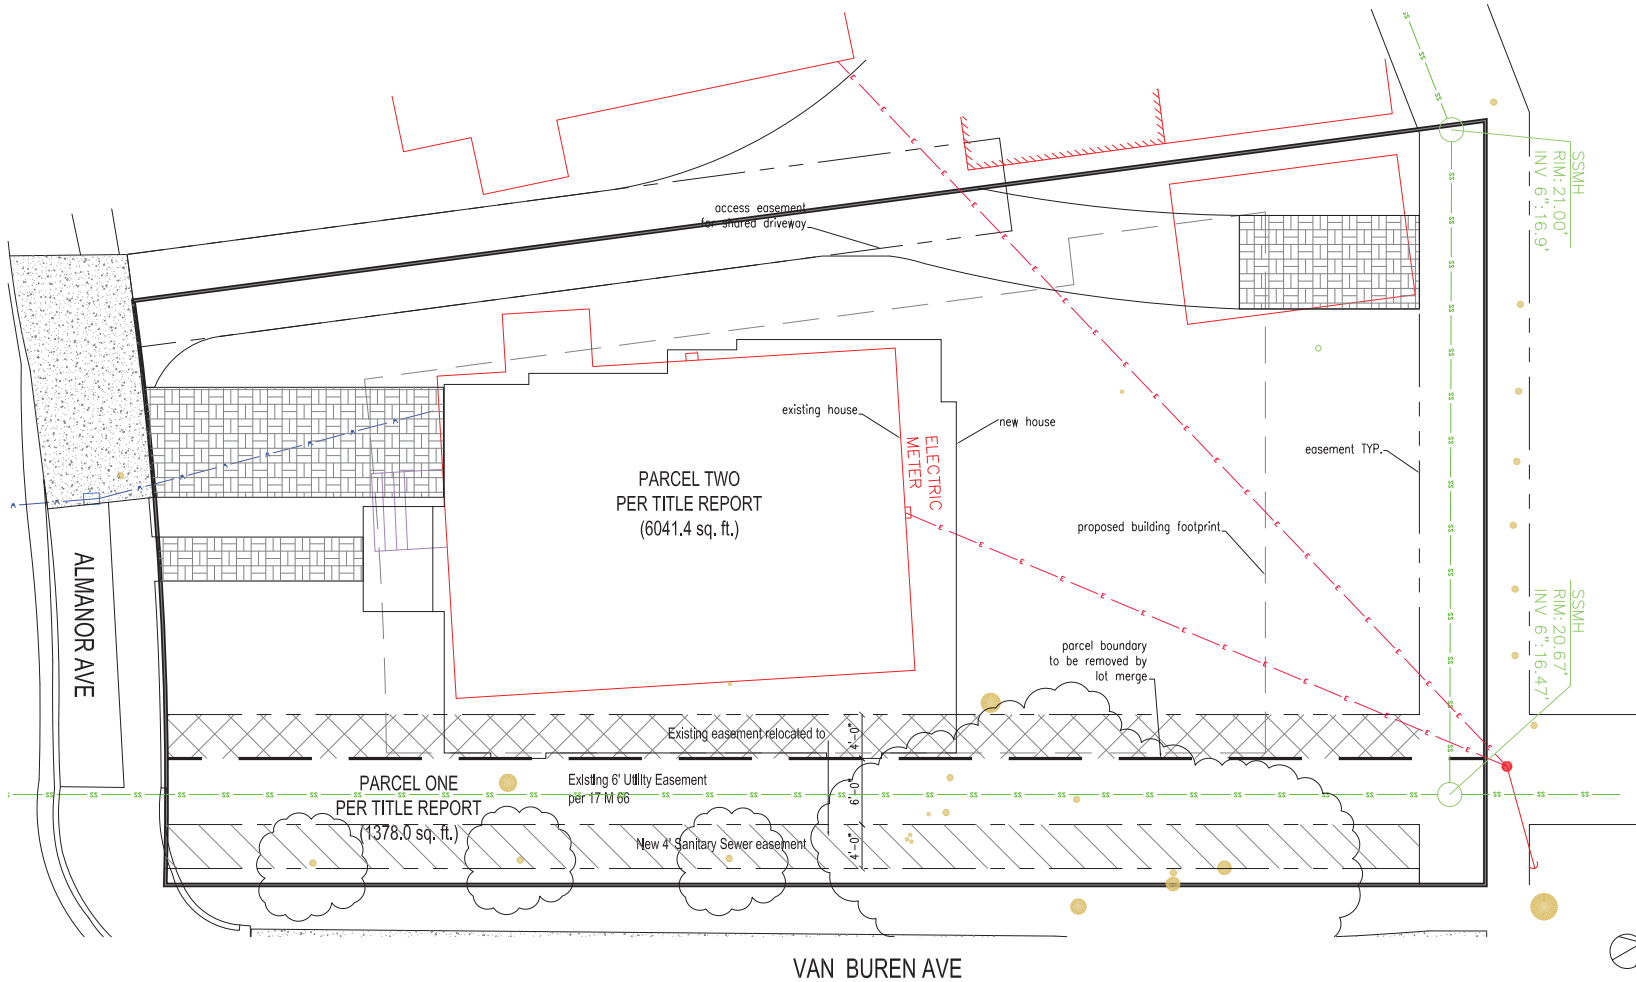 access easement
for shared driveway
SSMH
RIM: 21.00'
INV 6":16.9'
existing house
new house
ELECTRIC
METER
easement TYP.
PARCEL TWO
PER TITLE REPORT
(6041.4 sq. ft.)
proposed building footprint
ALMANOR AVE
SSMH
RIM: 20.67'
INV 6":16.47'
parcel boundary
to be removed by
lot merge
Existing easement relocated to
4'-0"
PARCEL ONE
PER TITLE REPORT
(1378.0 sq. ft.)
Existing 6' Utility Easement
per 17 M 66
6'-0"
New 4' Sanitary Sewer easement
4'-0"
VAN BUREN AVE